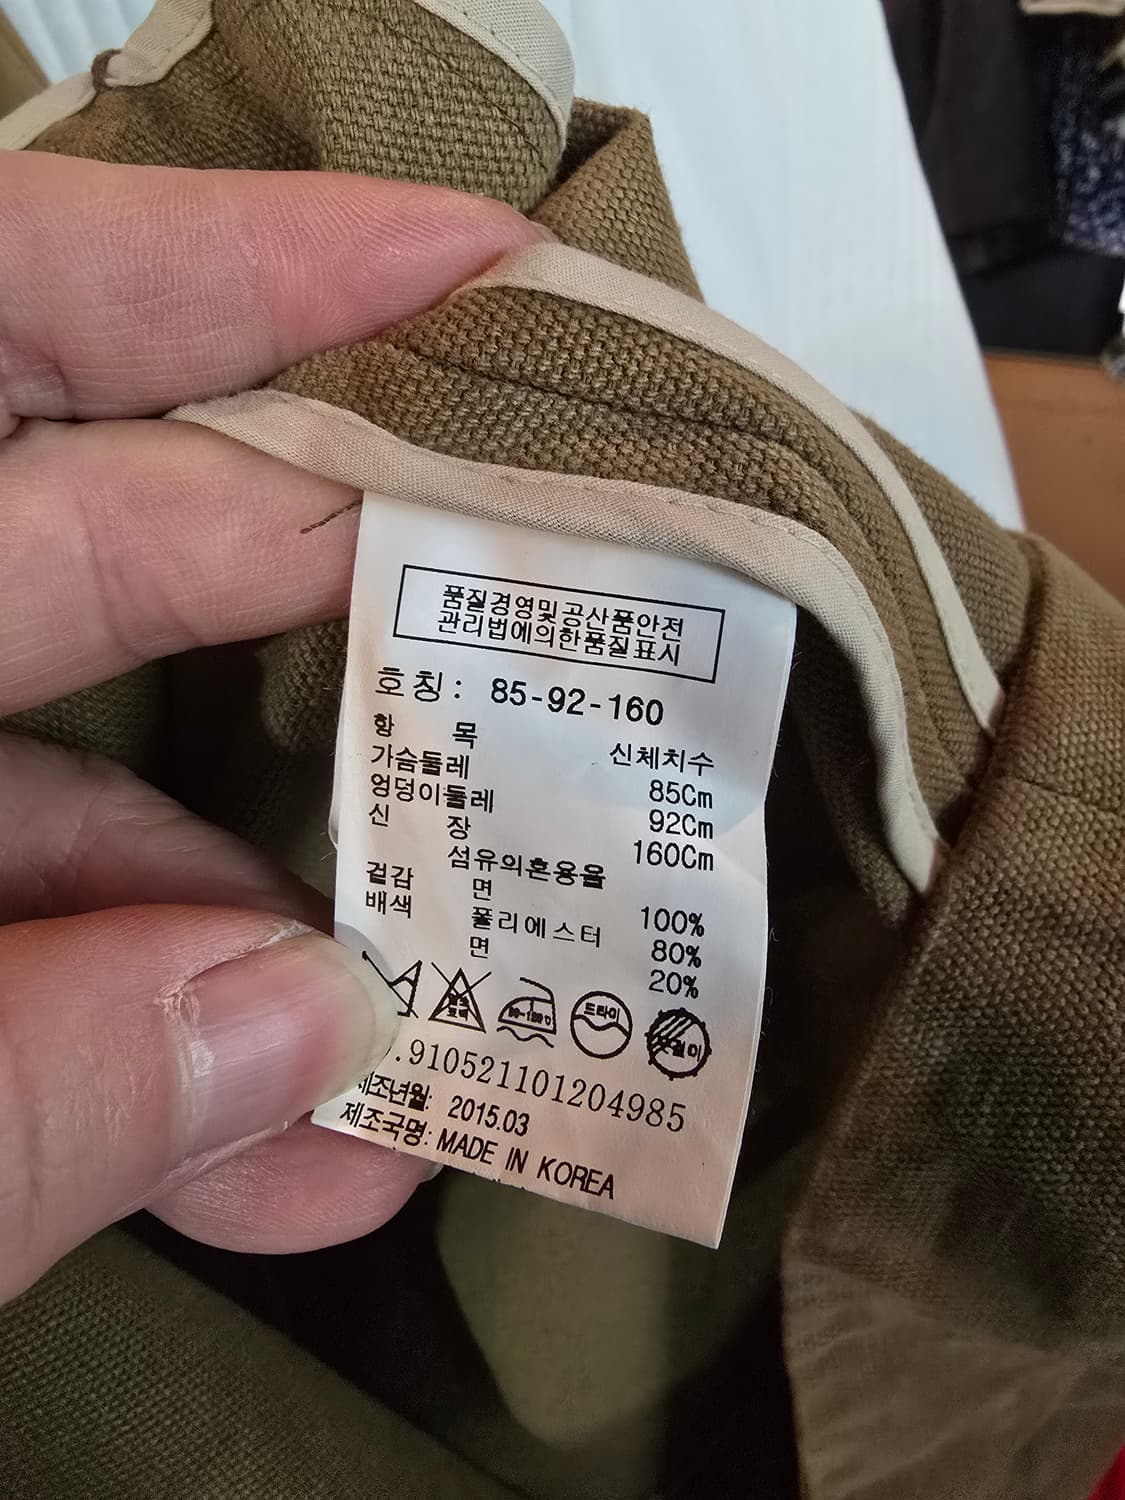 품질경영및공산품안전
관리법에의한품질표시
호칭: 85-92-160
항 목 신체치수
가슴둘레 85Cm
엉덩이둘레 92Cm
신 장 160Cm
섬유의혼용율
겉감 면 100%
배색 폴리에스터 80%
면 20%
드라이
.910521101204985
제조년월: 2015.03
제조국명: MADE IN KOREA